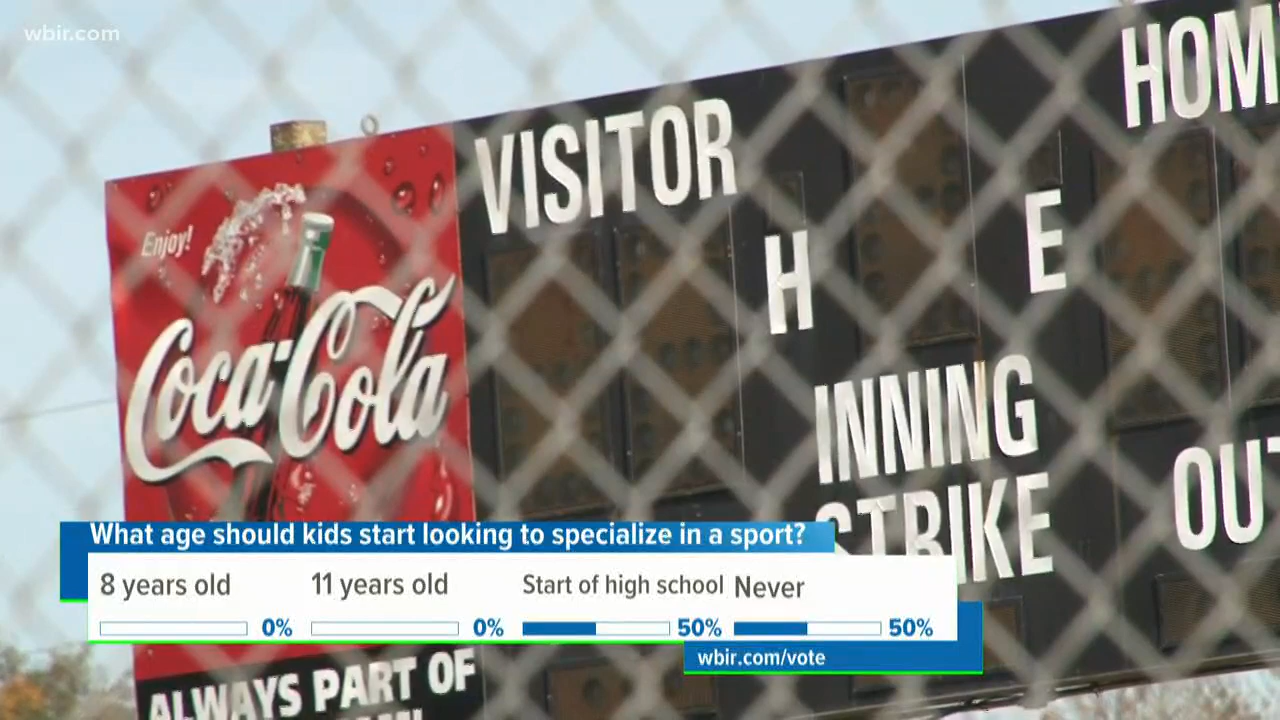 wbir.com
VISITOR
HOM
Enjoy!
H
E
Coca-Cola
INNING
STRIKE
OUT
What age should kids start looking to specialize in a sport?
8 years old
11 years old
Start of high school
Never
0%
0%
50%
50%
wbir.com/vote
ALWAYS PART OF